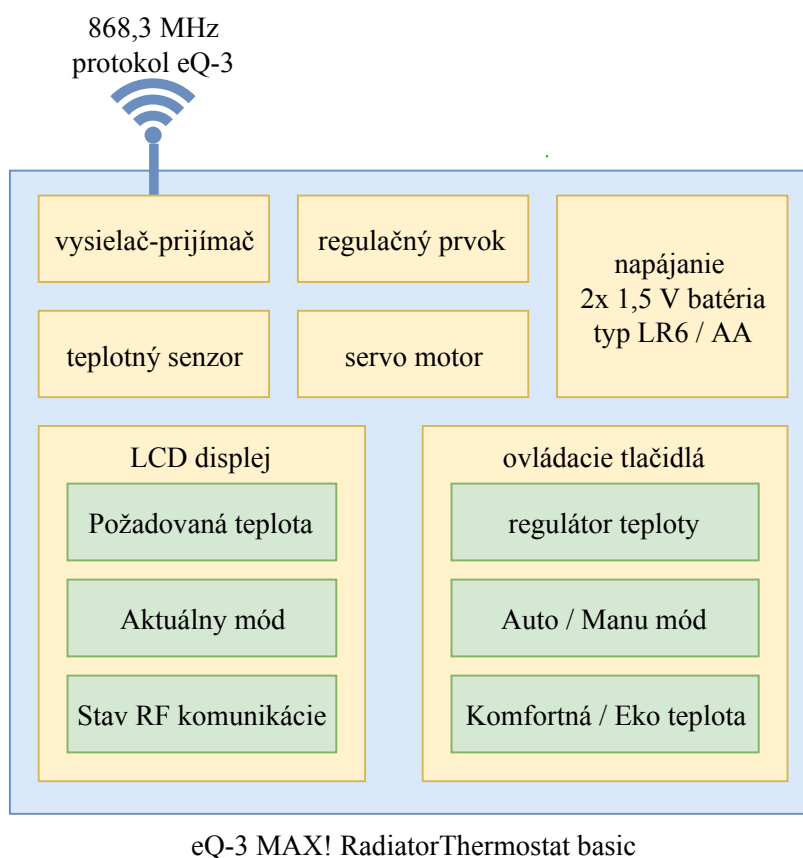 868,3 MHz
protokol eQ-3
vysielač-prijímač
regulačný prvok
napájanie
2x 1,5 V batéria
typ LR6 / AA
teplotný senzor
servo motor
LCD displej
Požadovaná teplota
Aktuálny mód
Stav RF komunikácie
ovládacie tlačidlá
regulátor teploty
Auto / Manu mód
Komfortná / Eko teplota
eQ-3 MAX! RadiatorThermostat basic